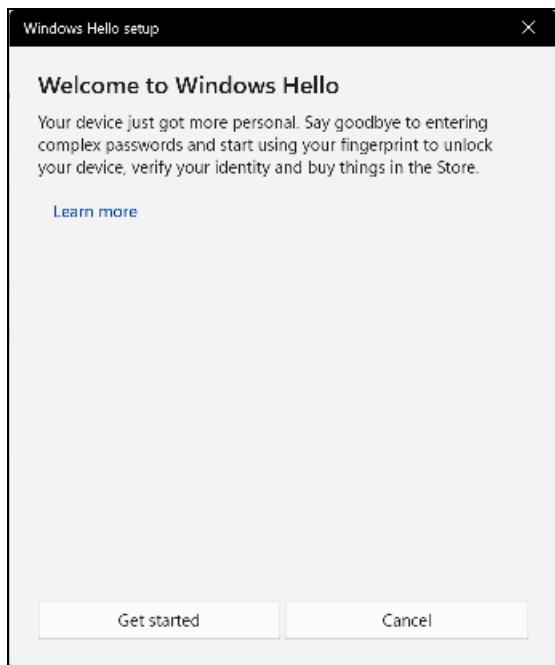 Windows Hello setup
Welcome to Windows Hello
Your device just got more personal. Say goodbye to entering
complex passwords and start using your fingerprint to unlock
your device, verify your identity and buy things in the Store.
Learn more
Get started
Cancel